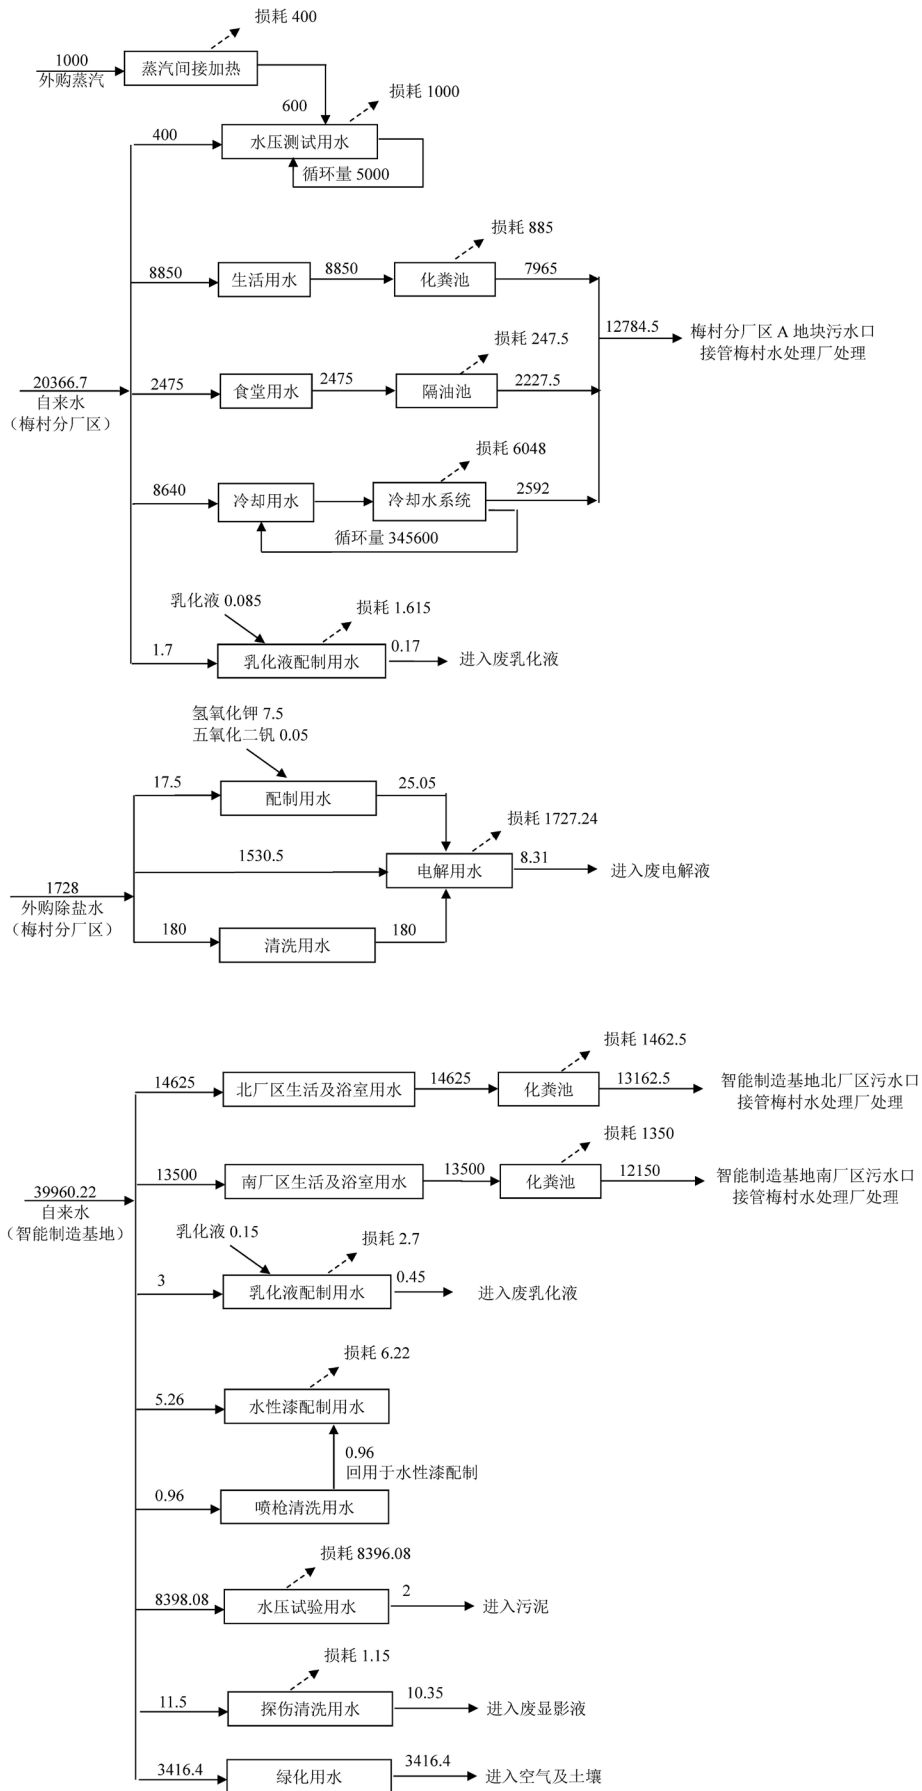 损耗 400
1000
外购蒸汽
蒸汽间接加热
600
损耗 1000
400
水压测试用水
循环量 5000
损耗 885
8850
生活用水
8850
化粪池
7965
12784.5
梅村分厂区 A 地块污水口
接管梅村水处理厂处理
损耗 247.5
20366.7
自来水
（梅村分厂区）
2475
食堂用水
2475
隔油池
2227.5
损耗 6048
8640
冷却用水
冷却水系统
2592
循环量 345600
乳化液 0.085
损耗 1.615
1.7
乳化液配制用水
0.17
进入废乳化液
氢氧化钾 7.5
五氧化二钒 0.05
17.5
配制用水
25.05
损耗 1727.24
1530.5
电解用水
8.31
进入废电解液
1728
外购除盐水
（梅村分厂区）
180
清洗用水
180
损耗 1462.5
14625
北厂区生活及浴室用水
14625
化粪池
13162.5
智能制造基地北厂区污水口
接管梅村水处理厂处理
损耗 1350
13500
南厂区生活及浴室用水
13500
化粪池
12150
智能制造基地南厂区污水口
接管梅村水处理厂处理
39960.22
自来水
（智能制造基地）
乳化液 0.15
损耗 2.7
3
乳化液配制用水
0.45
进入废乳化液
损耗 6.22
5.26
水性漆配制用水
0.96
回用于水性漆配制
0.96
喷枪清洗用水
损耗 8396.08
8398.08
水压试验用水
2
进入污泥
损耗 1.15
11.5
探伤清洗用水
10.35
进入废显影液
3416.4
绿化用水
3416.4
进入空气及土壤